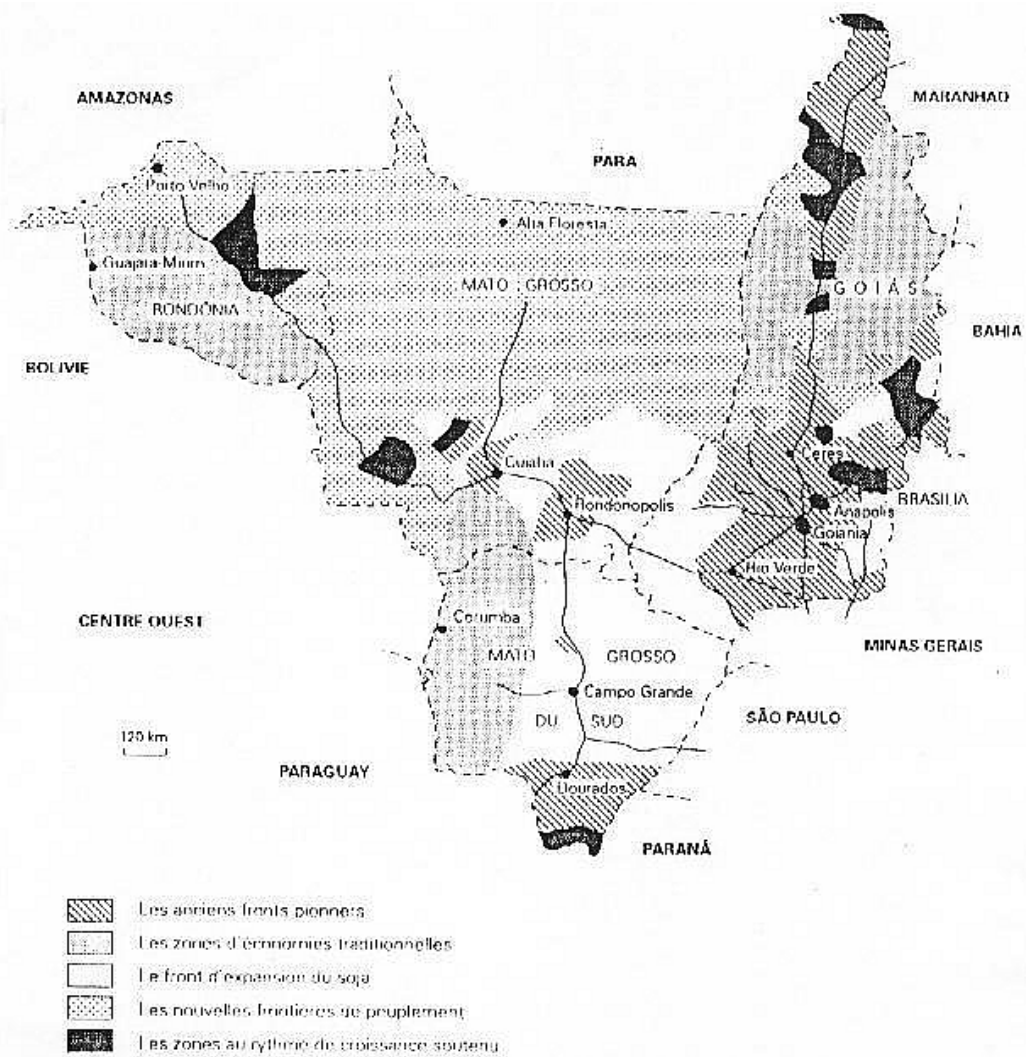 AMAZONAS
MARANHAO
PARA
Porto Velho
Alta Floresta
Guajara-Mirim
MATO GROSSO
GOIÁS
RONDÔNIA
BAHIA
BOLIVIE
Ceres
Cuiaba
BRASILIA
Rondonopolis
Anapolis
Goiania
Rio Verde
CENTRE OUEST
Corumba
MINAS GERAIS
MATO GROSSO
Campo Grande
DU SUD
SÃO PAULO
120 km
PARAGUAY
Dourados
PARANÁ
Les anciens fronts pionners
Les zones d'économies traditionnelles
Le front d'expansion du soja
Les nouvelles frontières de peuplement
Les zones au rythme de croissance soutenu